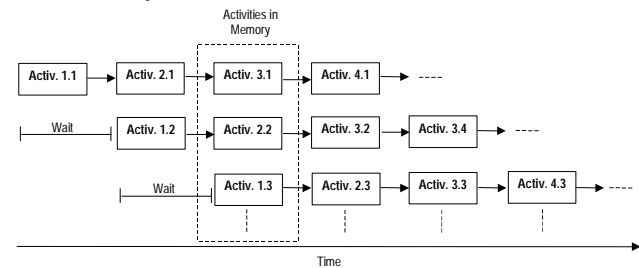 Activities in
Memory
Activ. 1.1 Activ. 2.1 Activ. 3.1 Activ. 4.1
Wait Activ. 1.2 Activ. 2.2 Activ. 3.2 Activ. 3.4
Wait Activ. 1.3 Activ. 2.3 Activ. 3.3 Activ. 4.3
Time